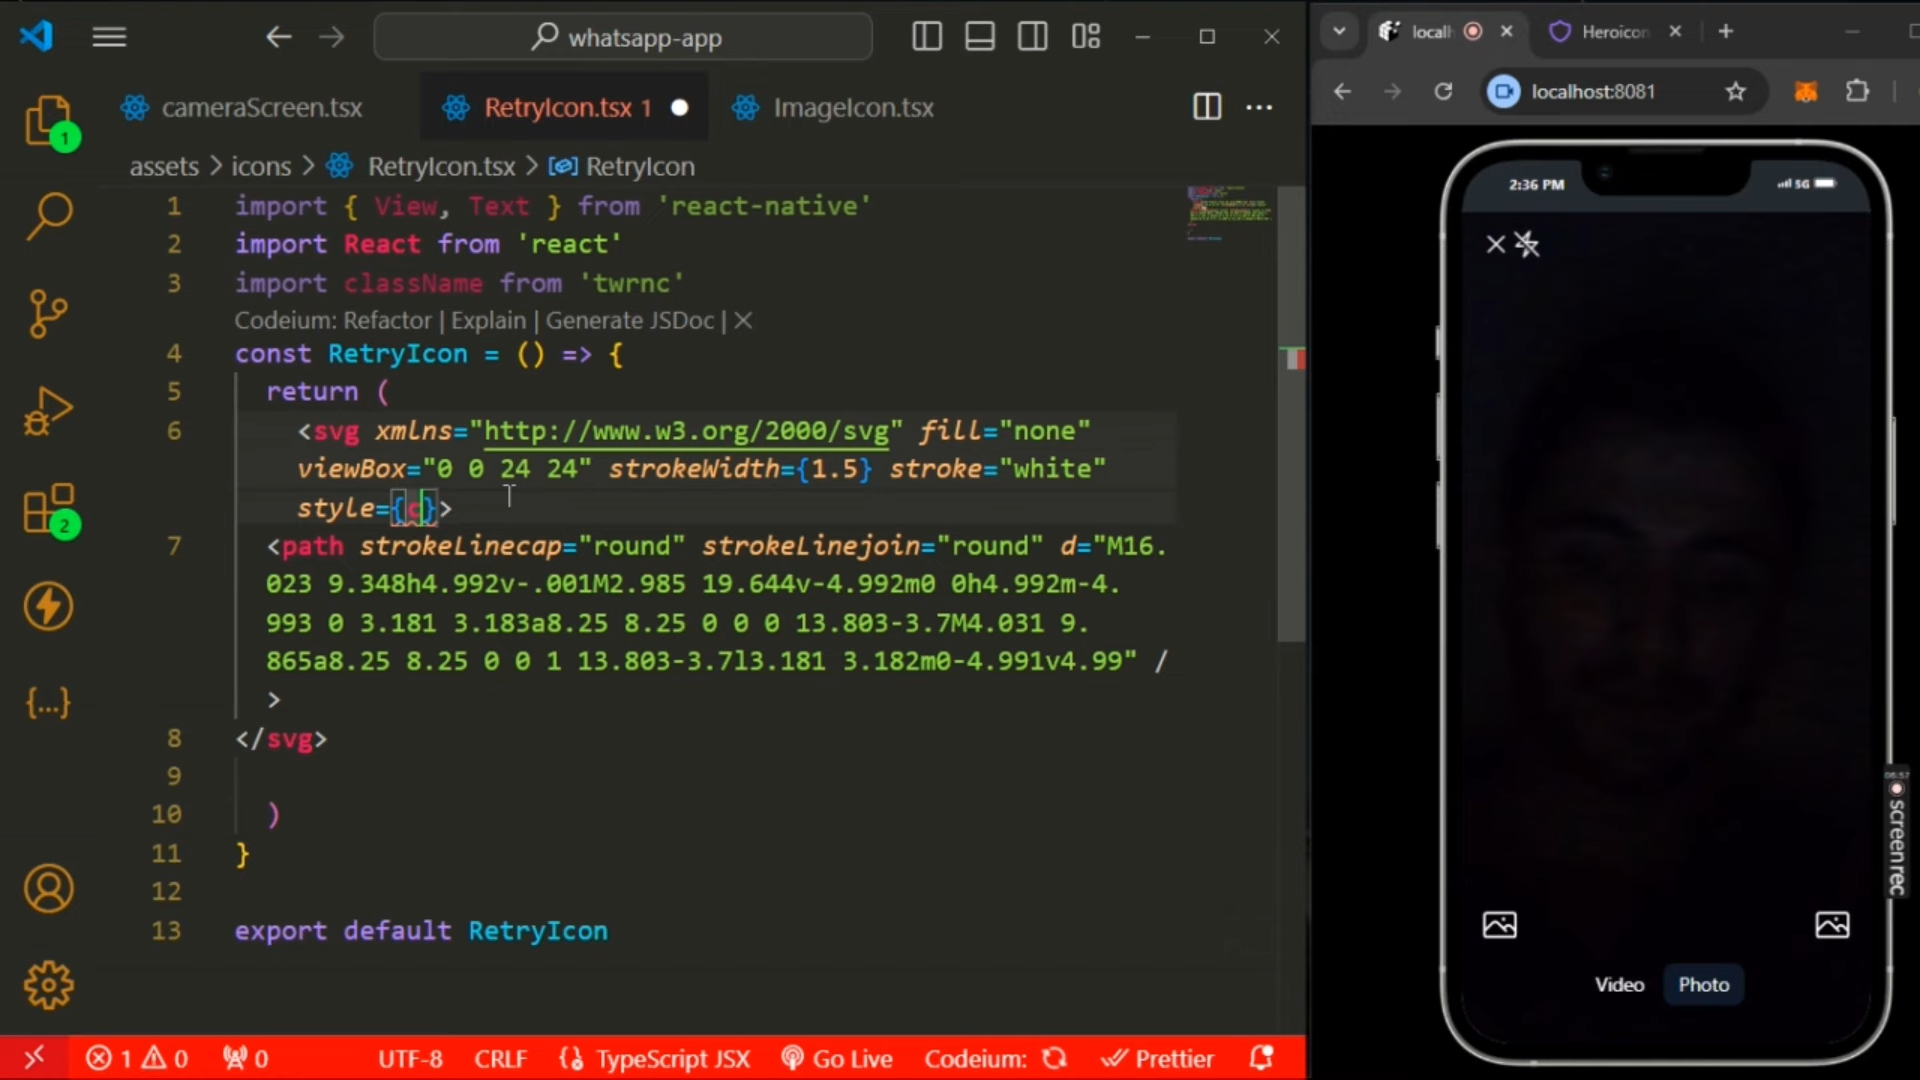 whatsapp-app
cameraScreen.tsx
RetryIcon.tsx 1
ImageIcon.tsx
assets > icons > RetryIcon.tsx > RetryIcon
1 import { View, Text } from 'react-native'
2 import React from 'react'
3 import className from 'twrnc'
Codeium: Refactor | Explain | Generate JSDoc | ✕
4 const RetryIcon = () => {
5 return (
6 <svg xmlns="http://www.w3.org/2000/svg" fill="none"
viewBox="0 0 24 24" strokeWidth={1.5} stroke="white"
style={c}>
7 <path strokeLinecap="round" strokeLinejoin="round" d="M16.
023 9.348h4.992v-.001M2.985 19.644v-4.992m0 0h4.992m-4.
993 0 3.181 3.183a8.25 8.25 0 0 0 13.803-3.7M4.031 9.
865a8.25 8.25 0 0 1 13.803-3.7l3.181 3.182m0-4.991v4.99" /
>
8 </svg>
9
10 )
11 }
12
13 export default RetryIcon
1
2
{...}
1 0 0 UTF-8 CRLF {} TypeScript JSX Go Live Codeium: Prettier
locall
Heroicon
localhost:8081
2:36 PM
5G
Video
Photo
06:57
screenrec